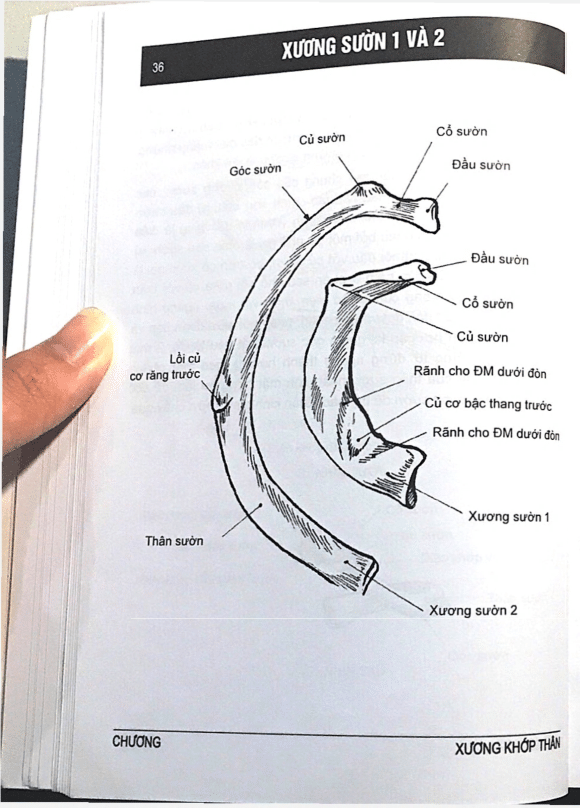 36
XƯƠNG SƯỜN 1 VÀ 2
Củ sườn
Cổ sườn
Góc sườn
Đầu sườn
Đầu sườn
Cổ sườn
Củ sườn
Lồi củ
cơ răng trước
Rãnh cho ĐM dưới đòn
Củ cơ bậc thang trước
Rãnh cho ĐM dưới đòn
Xương sườn 1
Thân sườn
Xương sườn 2
CHƯƠNG
XƯƠNG KHỚP THÂN